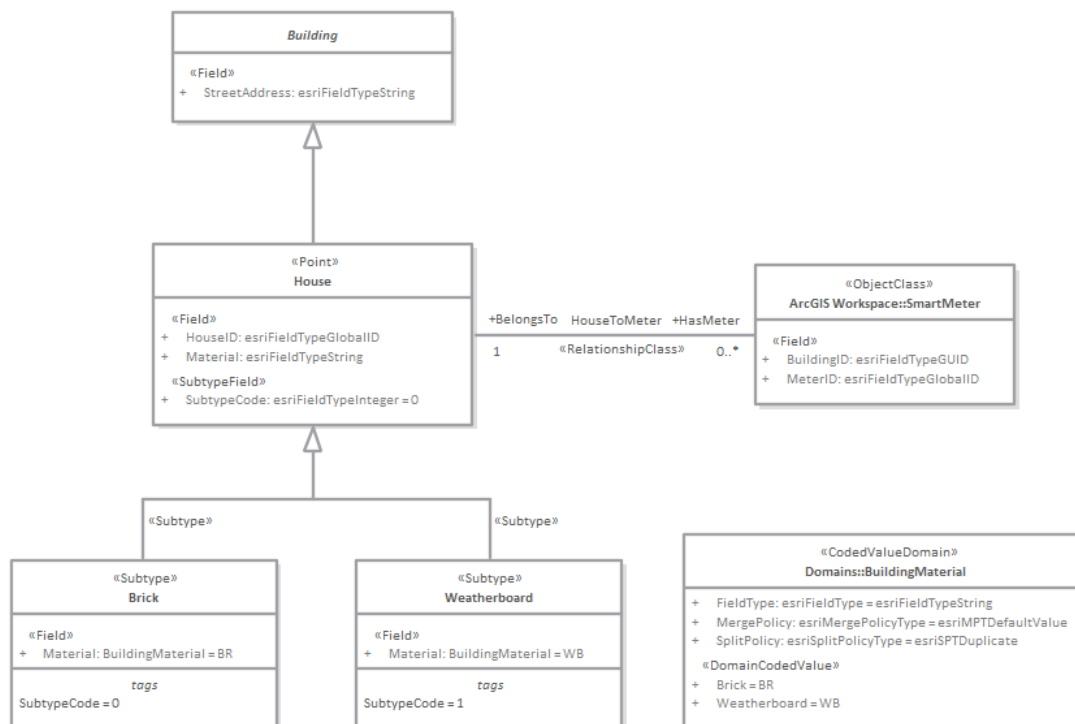 Building
«Field»
+ StreetAddress: esriFieldTypeString
«Point»
House
«Field»
+ HouseID: esriFieldTypeGlobalID
+ Material: esriFieldTypeString
«SubtypeField»
+ SubtypeCode: esriFieldTypeInteger = 0
+BelongsTo HouseToMeter +HasMeter
1 «RelationshipClass» 0..*
«ObjectClass»
ArcGIS Workspace::SmartMeter
«Field»
+ BuildingID: esriFieldTypeGUID
+ MeterID: esriFieldTypeGlobalID
«Subtype»
«Subtype»
«Subtype»
Brick
«Field»
+ Material: BuildingMaterial = BR
tags
SubtypeCode = 0
«Subtype»
Weatherboard
«Field»
+ Material: BuildingMaterial = WB
tags
SubtypeCode = 1
«CodedValueDomain»
Domains::BuildingMaterial
+ FieldType: esriFieldType = esriFieldTypeString
+ MergePolicy: esriMergePolicyType = esriMPTDefaultValue
+ SplitPolicy: esriSplitPolicyType = esriSPTDuplicate
«DomainCodedValue»
+ Brick = BR
+ Weatherboard = WB